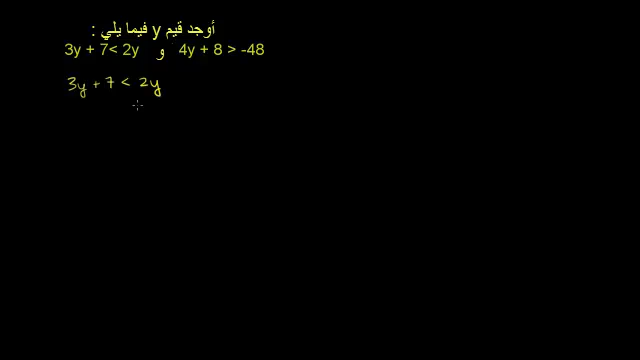 أوجد قيم y فيما يلي :
3y + 7< 2y و 4y + 8 > -48
3y + 7 < 2y